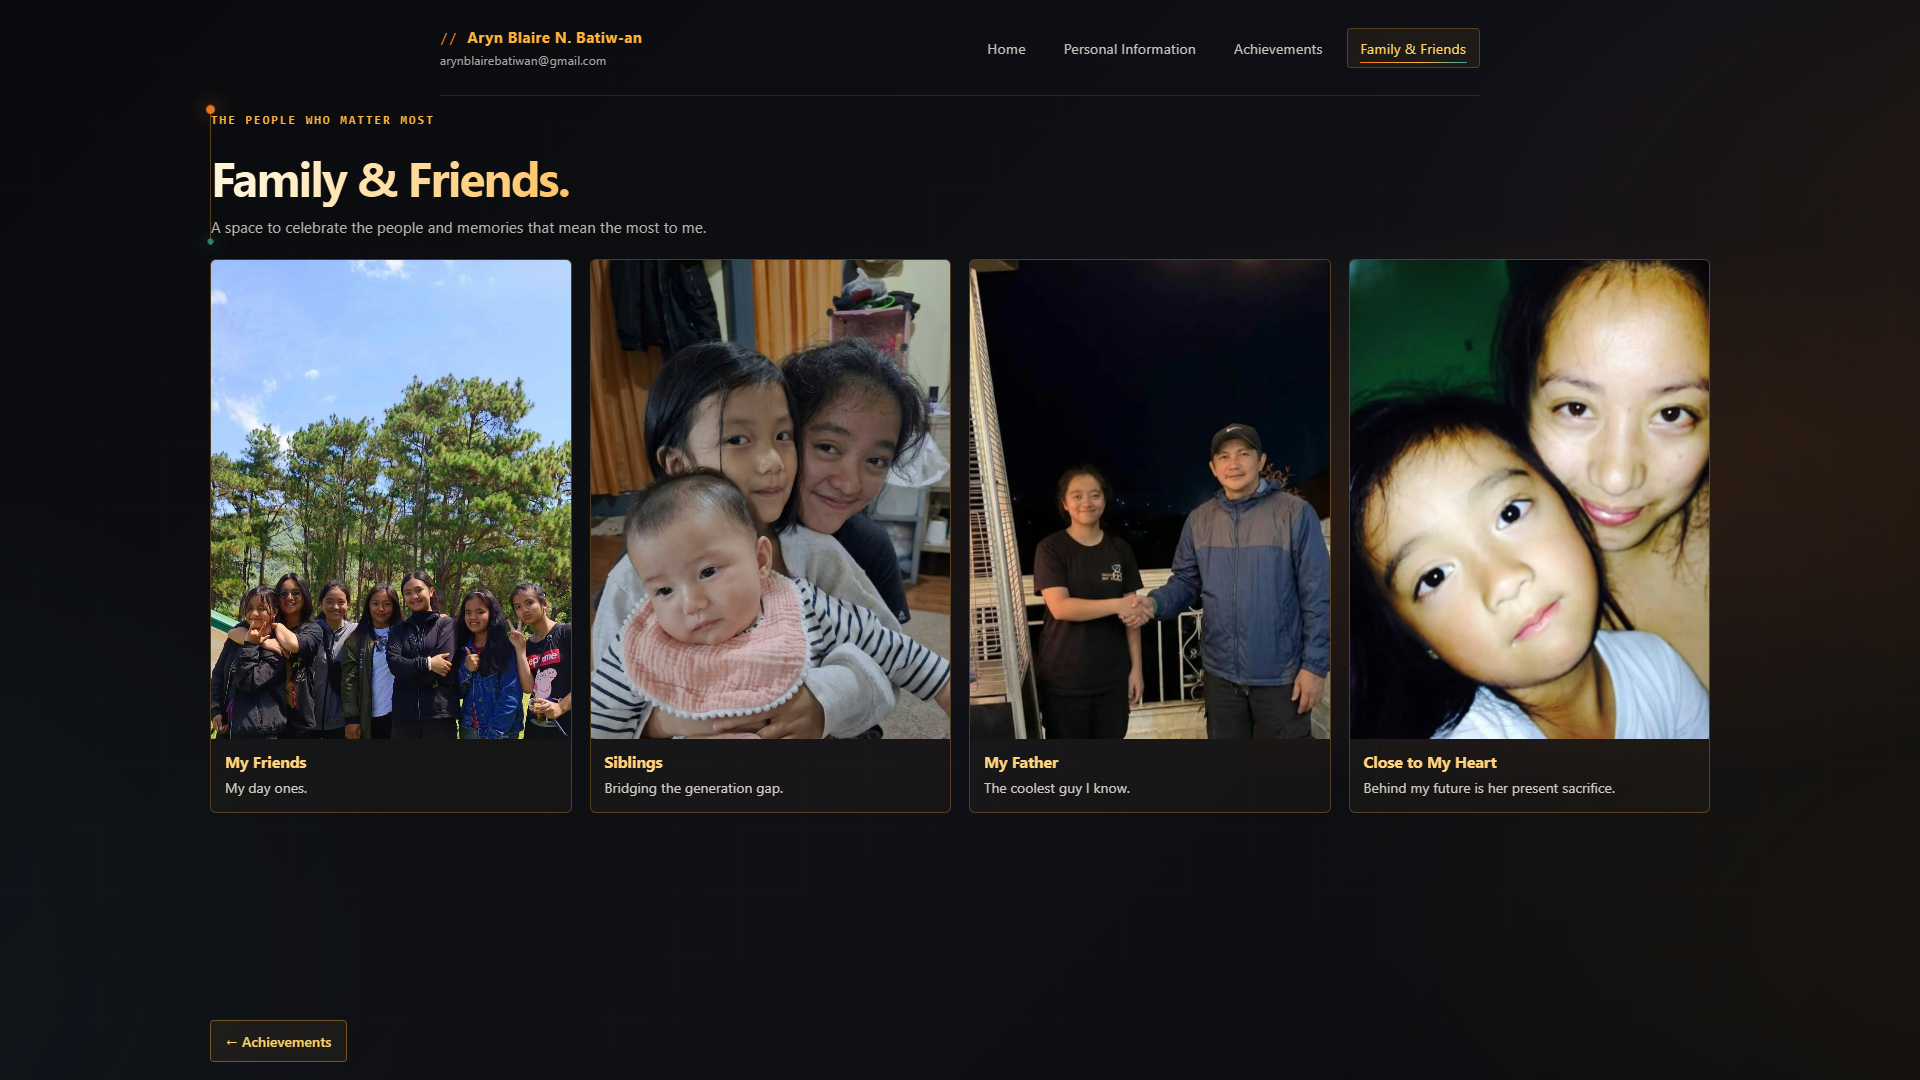 // Aryn Blaire N. Batiw-an
arynblairebatiwan@gmail.com
Home
Personal Information
Achievements
Family & Friends
THE PEOPLE WHO MATTER MOST
Family & Friends.
A space to celebrate the people and memories that mean the most to me.
My Friends
My day ones.
Siblings
Bridging the generation gap.
My Father
The coolest guy I know.
Close to My Heart
Behind my future is her present sacrifice.
← Achievements